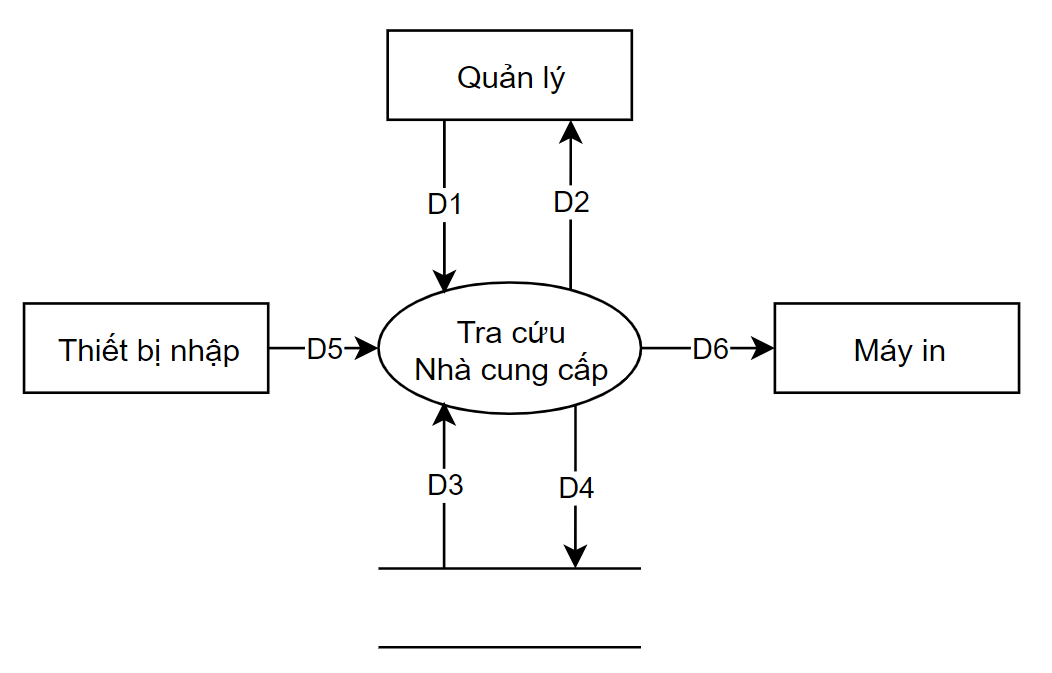 Quản lý
D1
D2
Thiết bị nhập
D5
Tra cứu
Nhà cung cấp
D6
Máy in
D3
D4